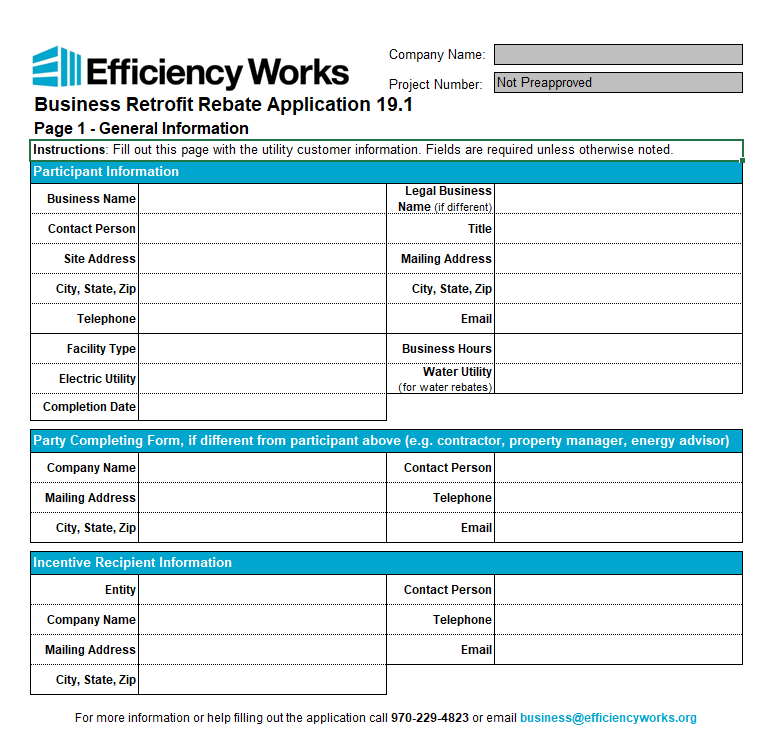 Efficiency Works
Company Name:
Project Number: Not Preapproved
Business Retrofit Rebate Application 19.1
Page 1 - General Information
Instructions: Fill out this page with the utility customer information. Fields are required unless otherwise noted.
Participant Information
Business Name
Legal Business
Name (if different)
Contact Person
Title
Site Address
Mailing Address
City, State, Zip
City, State, Zip
Telephone
Email
Facility Type
Business Hours
Electric Utility
Water Utility
(for water rebates)
Completion Date
Party Completing Form, if different from participant above (e.g. contractor, property manager, energy advisor)
Company Name
Contact Person
Mailing Address
Telephone
City, State, Zip
Email
Incentive Recipient Information
Entity
Contact Person
Company Name
Telephone
Mailing Address
Email
City, State, Zip
For more information or help filling out the application call 970-229-4823 or email business@efficiencyworks.org